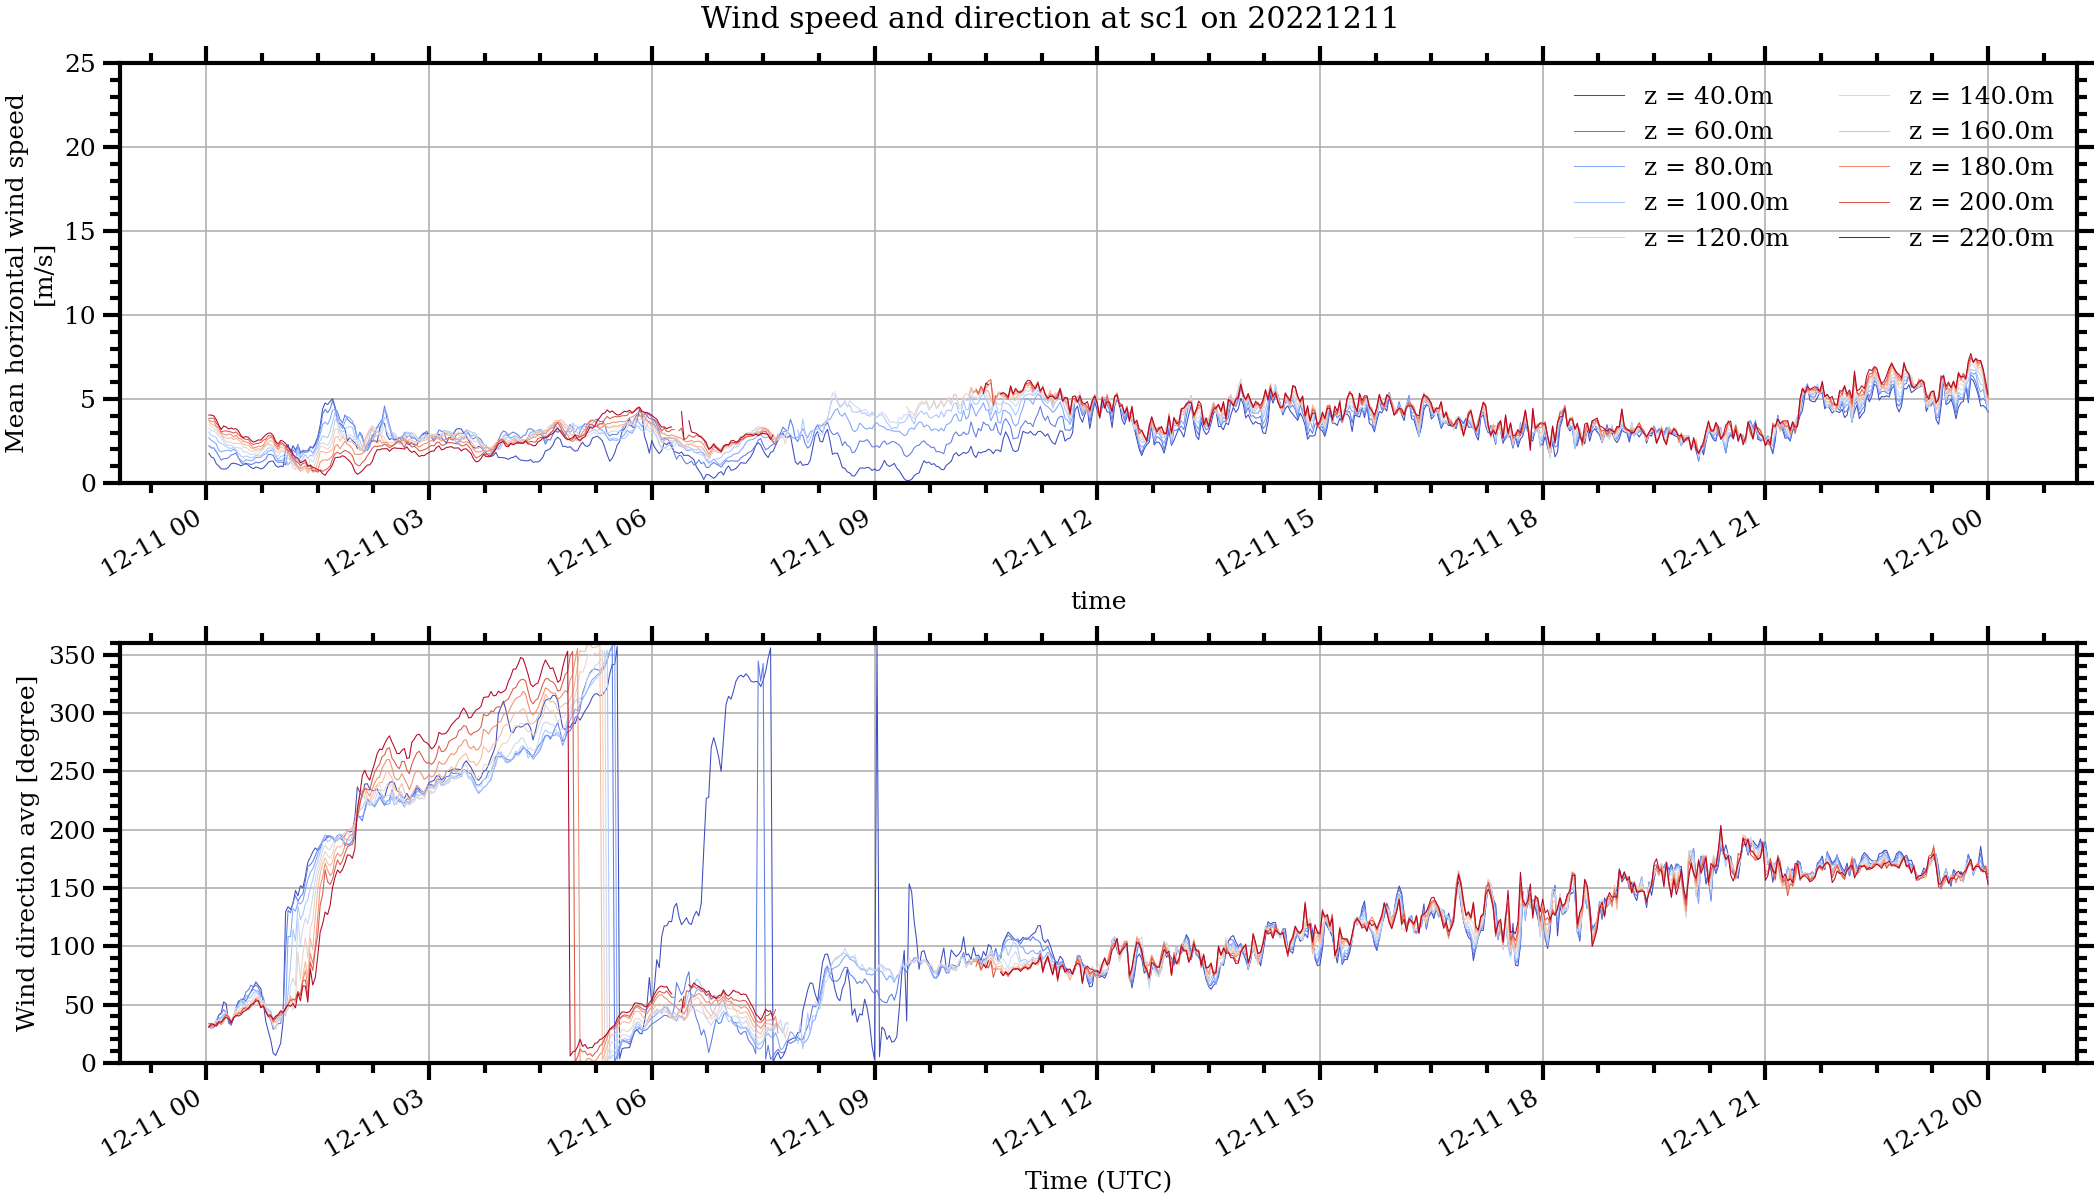 Wind speed and direction at sc1 on 20221211
Mean horizontal wind speed
[m/s]
25
20
15
10
5
0
z = 40.0m
z = 60.0m
z = 80.0m
z = 100.0m
z = 120.0m
z = 140.0m
z = 160.0m
z = 180.0m
z = 200.0m
z = 220.0m
12-11 00
12-11 03
12-11 06
12-11 09
12-11 12
12-11 15
12-11 18
12-11 21
12-12 00
time
Wind direction avg [degree]
350
300
250
200
150
100
50
0
12-11 00
12-11 03
12-11 06
12-11 09
12-11 12
12-11 15
12-11 18
12-11 21
12-12 00
Time (UTC)